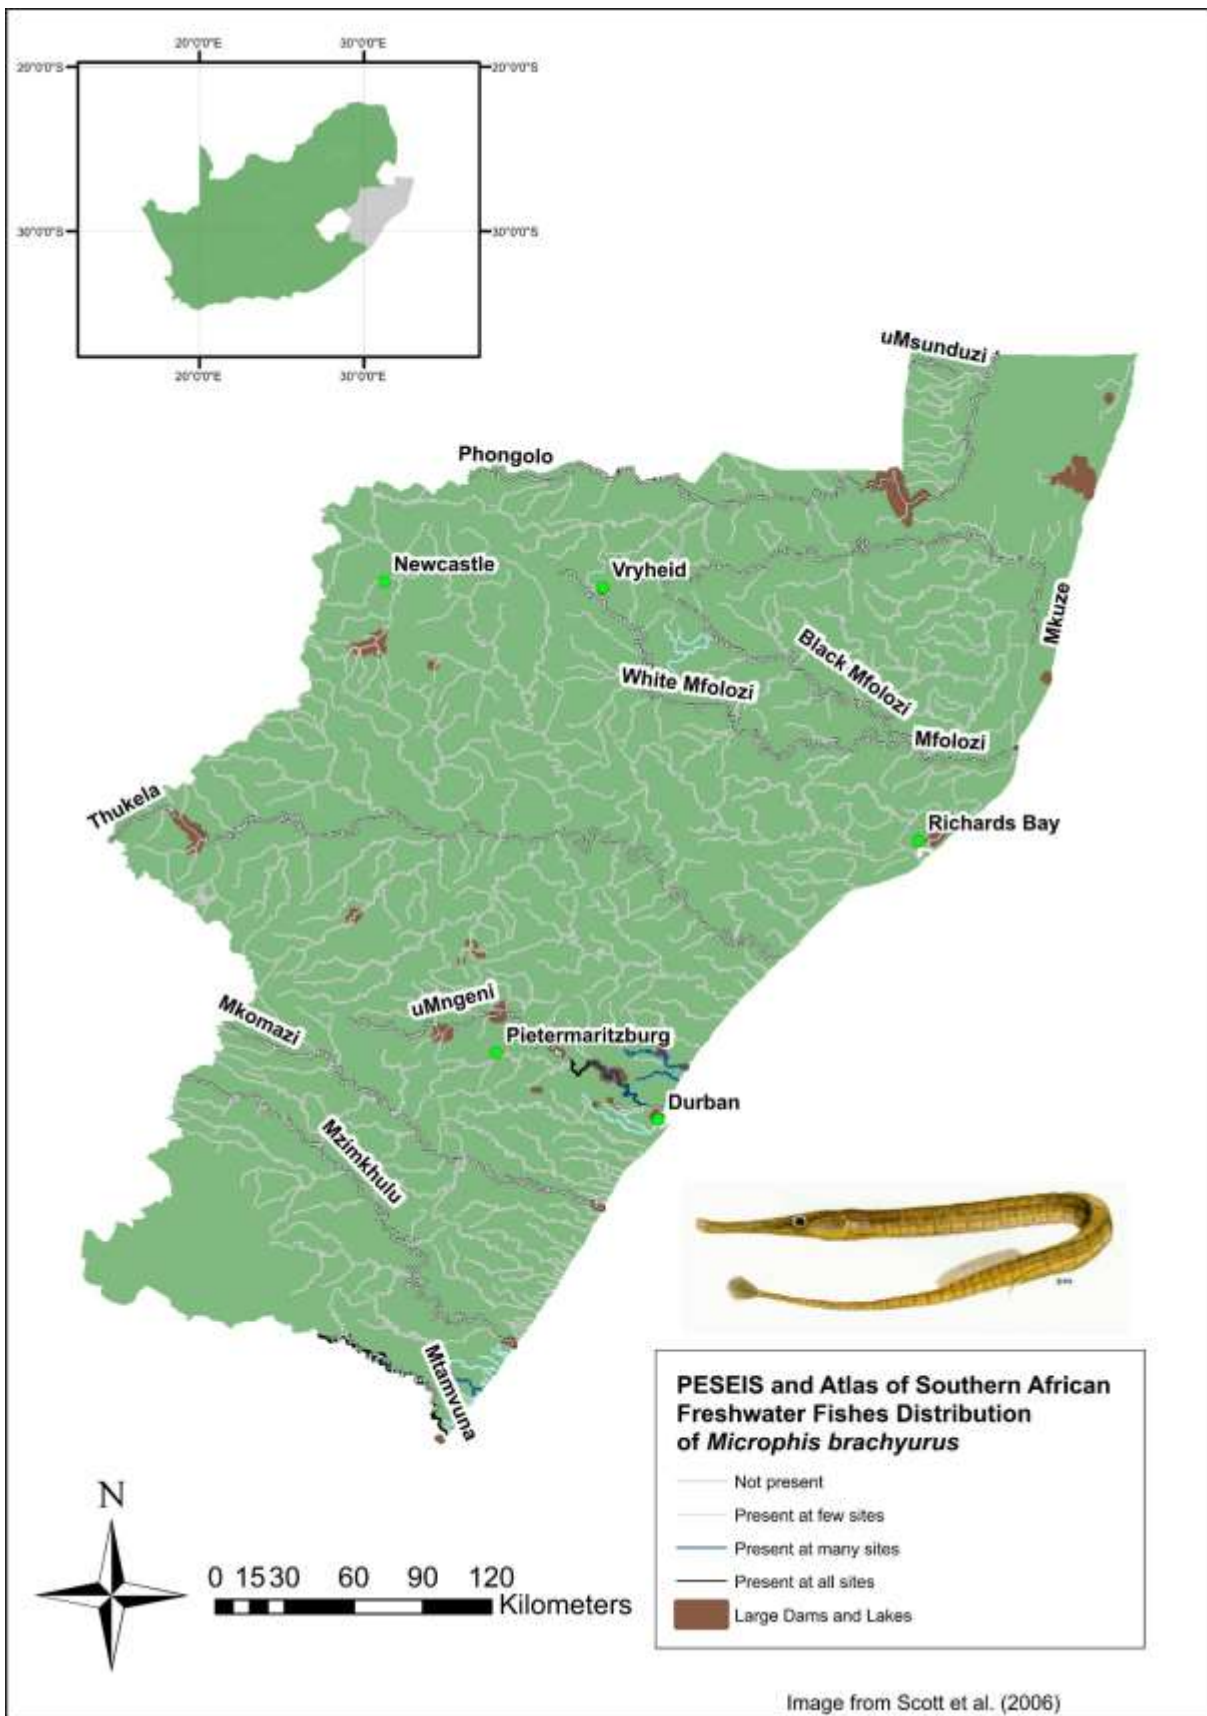 20°0'0"E 30°0'0"E
20°0'0"S 20°0'0"S
30°0'0"S 30°0'0"S
20°0'0"E 30°0'0"E
uMsunduzi
Phongolo
Newcastle
Vryheid
Mkuze
Black Mfolozi
White Mfolozi
Mfolozi
Thukela
Richards Bay
uMngeni
Mkomazi
Pietermaritzburg
Durban
Mzimkhulu
Mtamvuna
PESEIS and Atlas of Southern African
Freshwater Fishes Distribution
of Microphis brachyurus
Not present
Present at few sites
Present at many sites
Present at all sites
Large Dams and Lakes
N
0 15 30 60 90 120
Kilometers
Image from Scott et al. (2006)